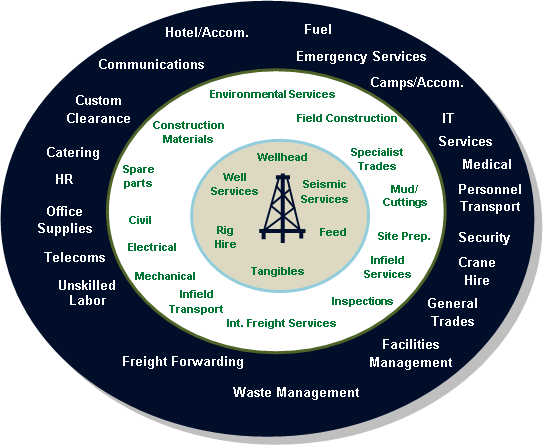 Hotel/Accom.
Fuel
Communications
Emergency Services
Camps/Accom.
Custom
Clearance
IT
Services
Catering
Medical
HR
Personnel
Transport
Office
Supplies
Security
Telecoms
Crane
Hire
Unskilled
Labor
General
Trades
Facilities
Management
Freight Forwarding
Waste Management
Environmental Services
Field Construction
Construction
Materials
Specialist
Trades
Spare
parts
Mud/
Cuttings
Civil
Site Prep.
Electrical
Infield
Services
Mechanical
Infield
Transport
Inspections
Int. Freight Services
Wellhead
Well
Services
Seismic
Services
Rig
Hire
Feed
Tangibles